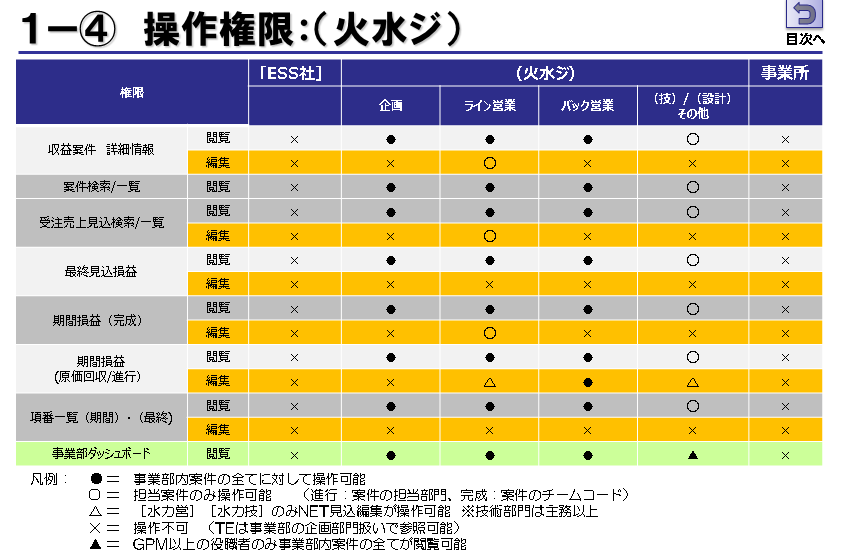 1－④ 操作権限：（火水ジ）
目次へ
権限 「ESS社］ （火水ジ） 事業所
企画 ライン営業 バック営業 （技）/（設計）その他
収益案件 詳細情報 閲覧 × ● ● ● ○ ×
編集 × × ○ × × ×
案件検索/一覧 閲覧 × ● ● ● ○ ×
受注売上見込検索/一覧 閲覧 × ● ● ● ○ ×
編集 × × ○ × × ×
最終見込損益 閲覧 × ● ● ● ○ ×
編集 × × × × × ×
期間損益（完成） 閲覧 × ● ● ● ○ ×
編集 × × ○ × × ×
期間損益（原価回収/進行） 閲覧 × ● ● ● ○ ×
編集 × × △ ● △ ×
項番一覧（期間）・（最終) 閲覧 × ● ● ● ○ ×
編集 × × × × × ×
事業部ダッシュボード 閲覧 × ● ● ● ▲ ×
凡例： ●＝ 事業部内案件の全てに対して操作可能
○＝ 担当案件のみ操作可能 （進行：案件の担当部門、完成：案件のチームコード）
△＝ ［水力営］［水力技］のみNET見込編集が操作可能 ※技術部門は主務以上
×＝ 操作不可 （TEは事業部の企画部門扱いで参照可能）
▲＝ GPM以上の役職者のみ事業部内案件の全てが閲覧可能